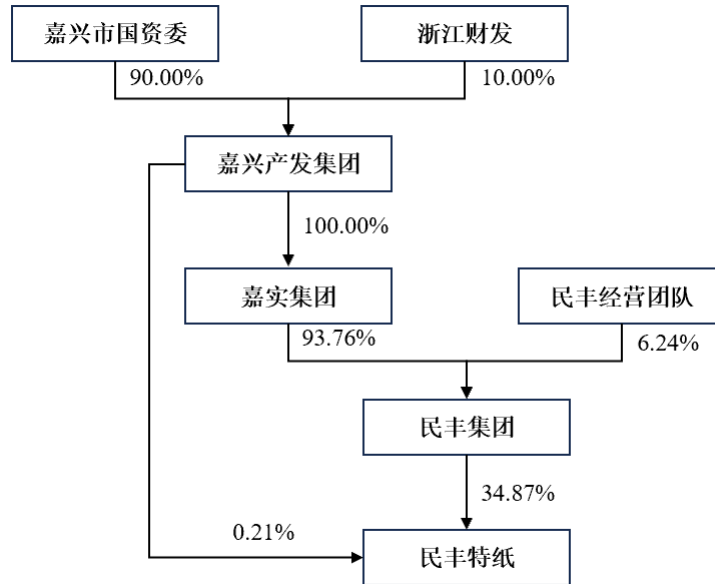 嘉兴市国资委
浙江财发
90.00%
10.00%
嘉兴产发集团
100.00%
嘉实集团
民丰经营团队
93.76%
6.24%
民丰集团
34.87%
0.21%
民丰特纸